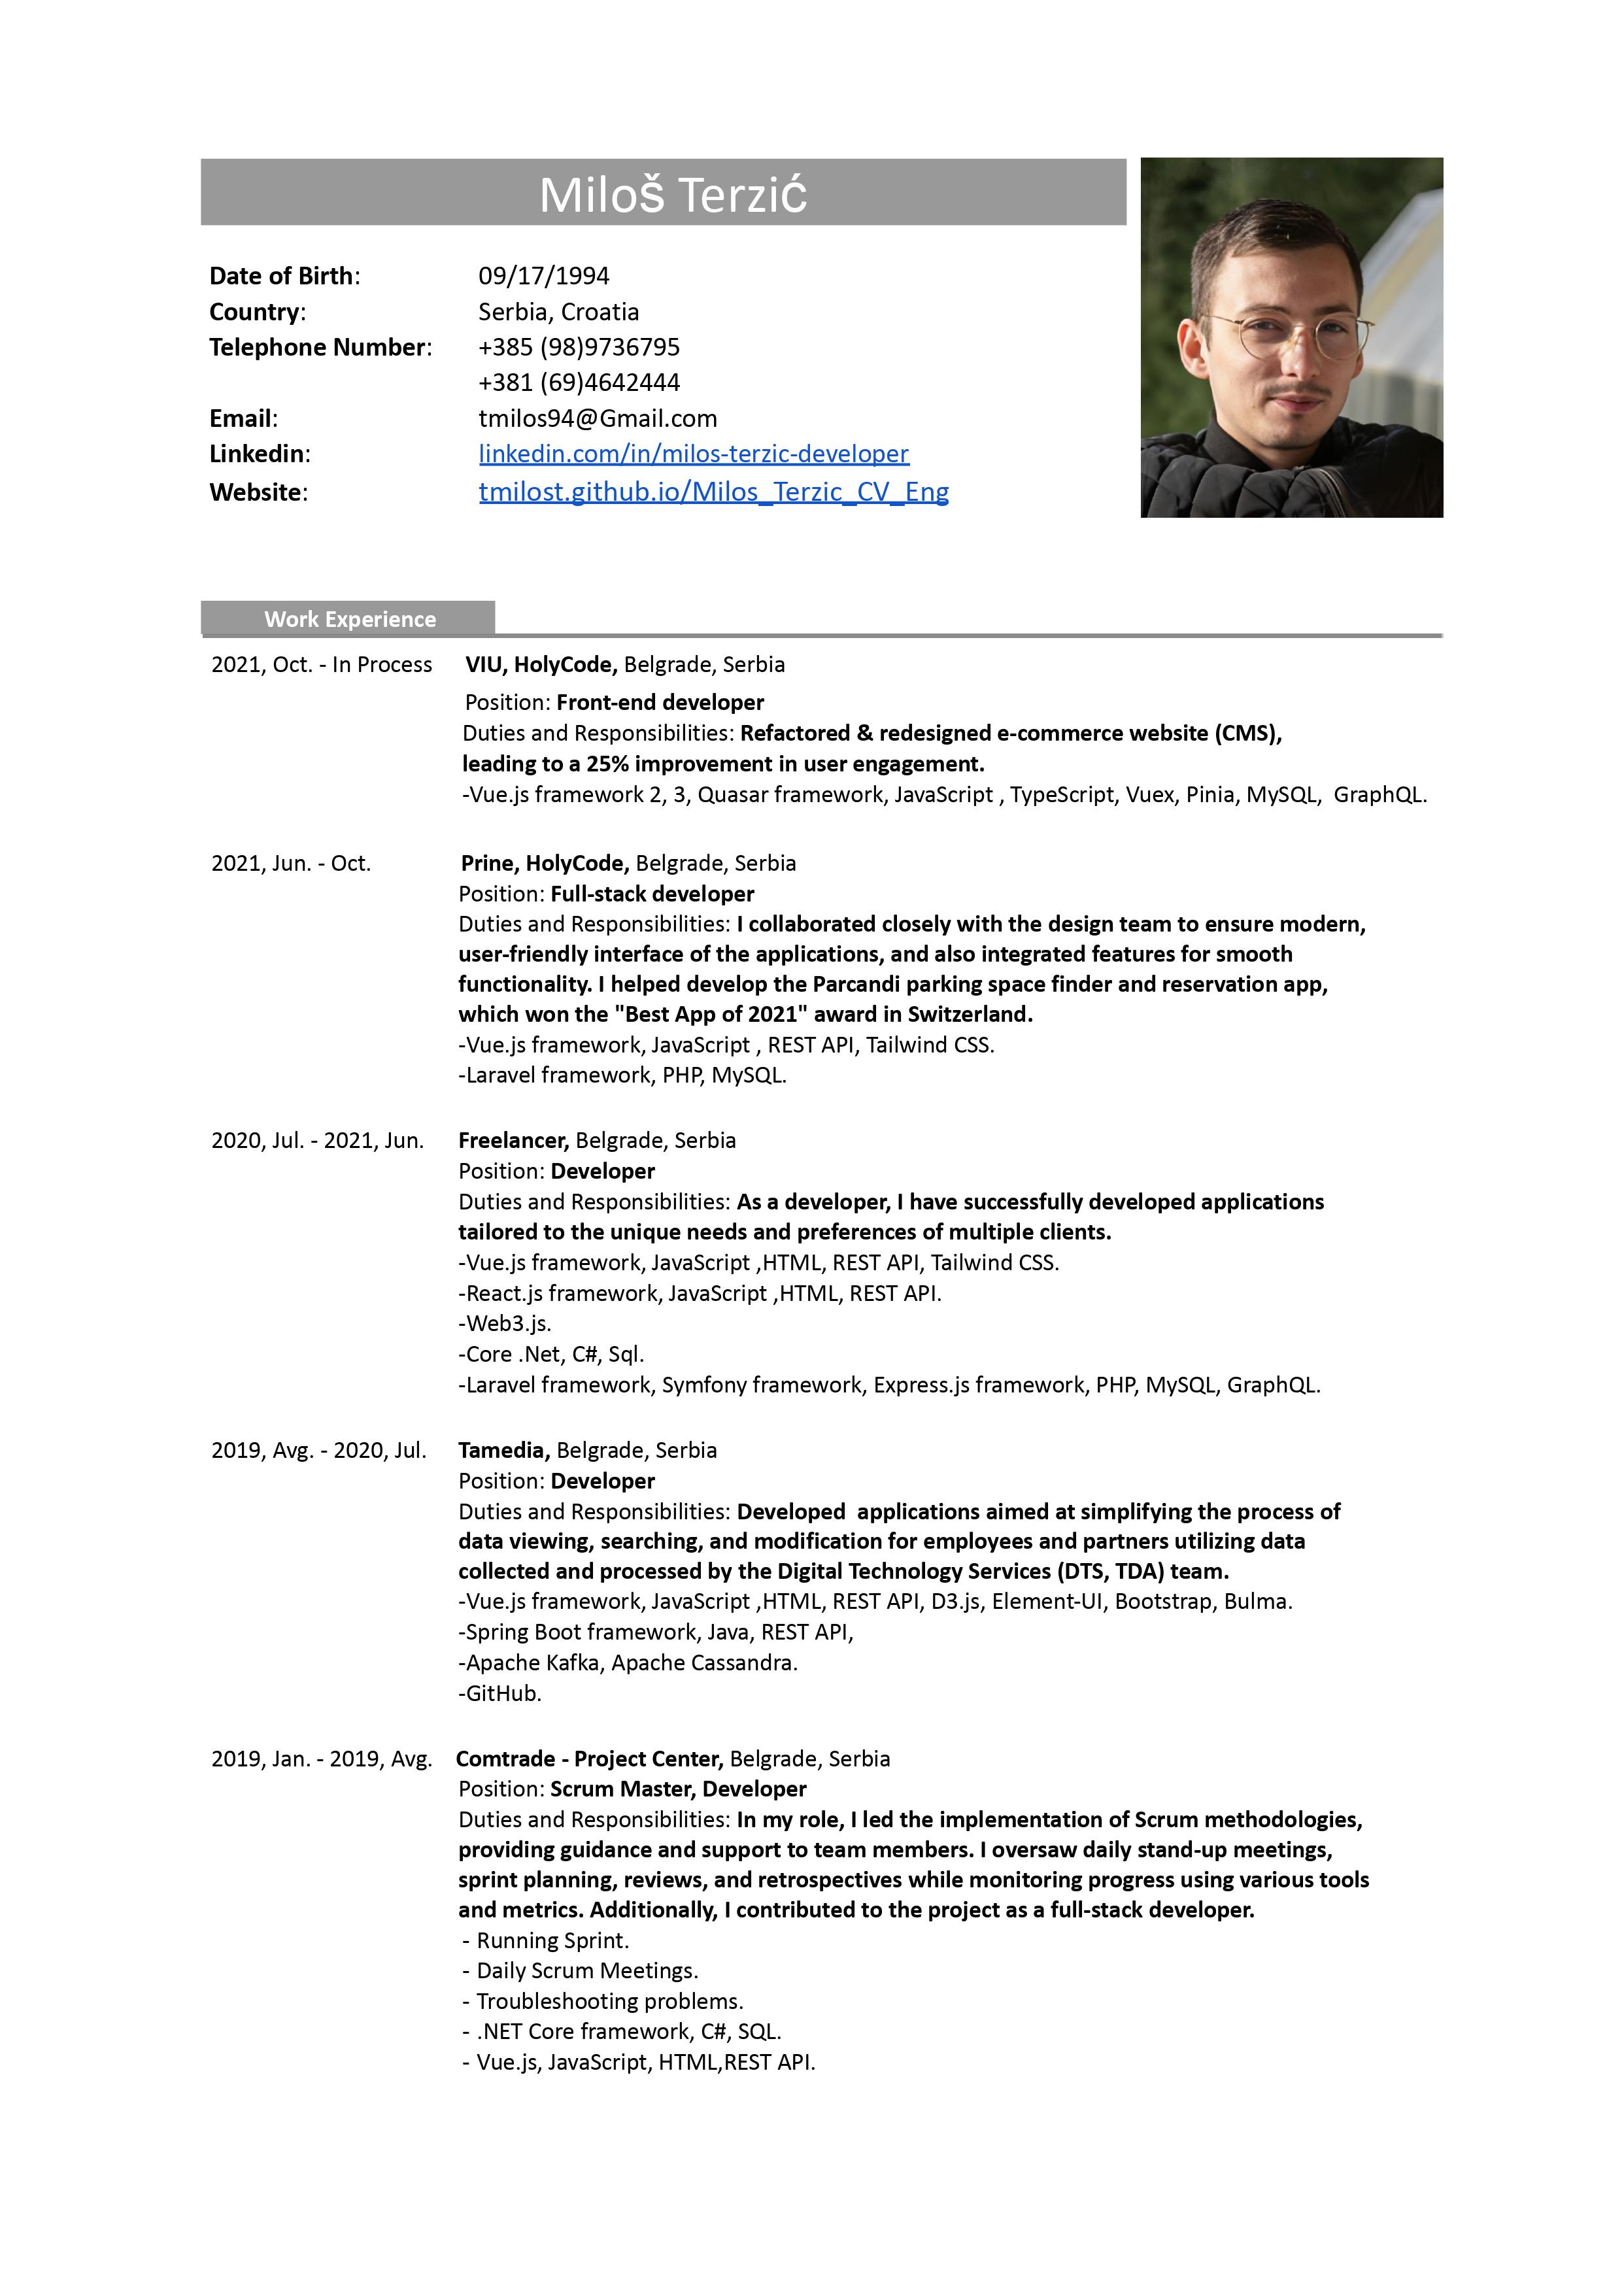 Miloš Terzić
Date of Birth: 09/17/1994
Country: Serbia, Croatia
Telephone Number: +385 (98)9736795
+381 (69)4642444
Email: tmilos94@Gmail.com
Linkedin: linkedin.com/in/milos-terzic-developer
Website: tmilost.github.io/Milos_Terzic_CV_Eng
Work Experience
2021, Oct. - In Process VIU, HolyCode, Belgrade, Serbia
Position: Front-end developer
Duties and Responsibilities: Refactored & redesigned e-commerce website (CMS),
leading to a 25% improvement in user engagement.
-Vue.js framework 2, 3, Quasar framework, JavaScript , TypeScript, Vuex, Pinia, MySQL,  GraphQL.
2021, Jun. - Oct. Prine, HolyCode, Belgrade, Serbia
Position: Full-stack developer
Duties and Responsibilities: I collaborated closely with the design team to ensure modern,
user-friendly interface of the applications, and also integrated features for smooth
functionality. I helped develop the Parcandi parking space finder and reservation app,
which won the "Best App of 2021" award in Switzerland.
-Vue.js framework, JavaScript , REST API, Tailwind CSS.
-Laravel framework, PHP, MySQL.
2020, Jul. - 2021, Jun. Freelancer, Belgrade, Serbia
Position: Developer
Duties and Responsibilities: As a developer, I have successfully developed applications
tailored to the unique needs and preferences of multiple clients.
-Vue.js framework, JavaScript ,HTML, REST API, Tailwind CSS.
-React.js framework, JavaScript ,HTML, REST API.
-Web3.js.
-Core .Net, C#, Sql.
-Laravel framework, Symfony framework, Express.js framework, PHP, MySQL, GraphQL.
2019, Avg. - 2020, Jul. Tamedia, Belgrade, Serbia
Position: Developer
Duties and Responsibilities: Developed  applications aimed at simplifying the process of
data viewing, searching, and modification for employees and partners utilizing data
collected and processed by the Digital Technology Services (DTS, TDA) team.
-Vue.js framework, JavaScript ,HTML, REST API, D3.js, Element-UI, Bootstrap, Bulma.
-Spring Boot framework, Java, REST API,
-Apache Kafka, Apache Cassandra.
-GitHub.
2019, Jan. - 2019, Avg. Comtrade - Project Center, Belgrade, Serbia
Position: Scrum Master, Developer
Duties and Responsibilities: In my role, I led the implementation of Scrum methodologies,
providing guidance and support to team members. I oversaw daily stand-up meetings,
sprint planning, reviews, and retrospectives while monitoring progress using various tools
and metrics. Additionally, I contributed to the project as a full-stack developer.
- Running Sprint.
- Daily Scrum Meetings.
- Troubleshooting problems.
- .NET Core framework, C#, SQL.
- Vue.js, JavaScript, HTML,REST API.